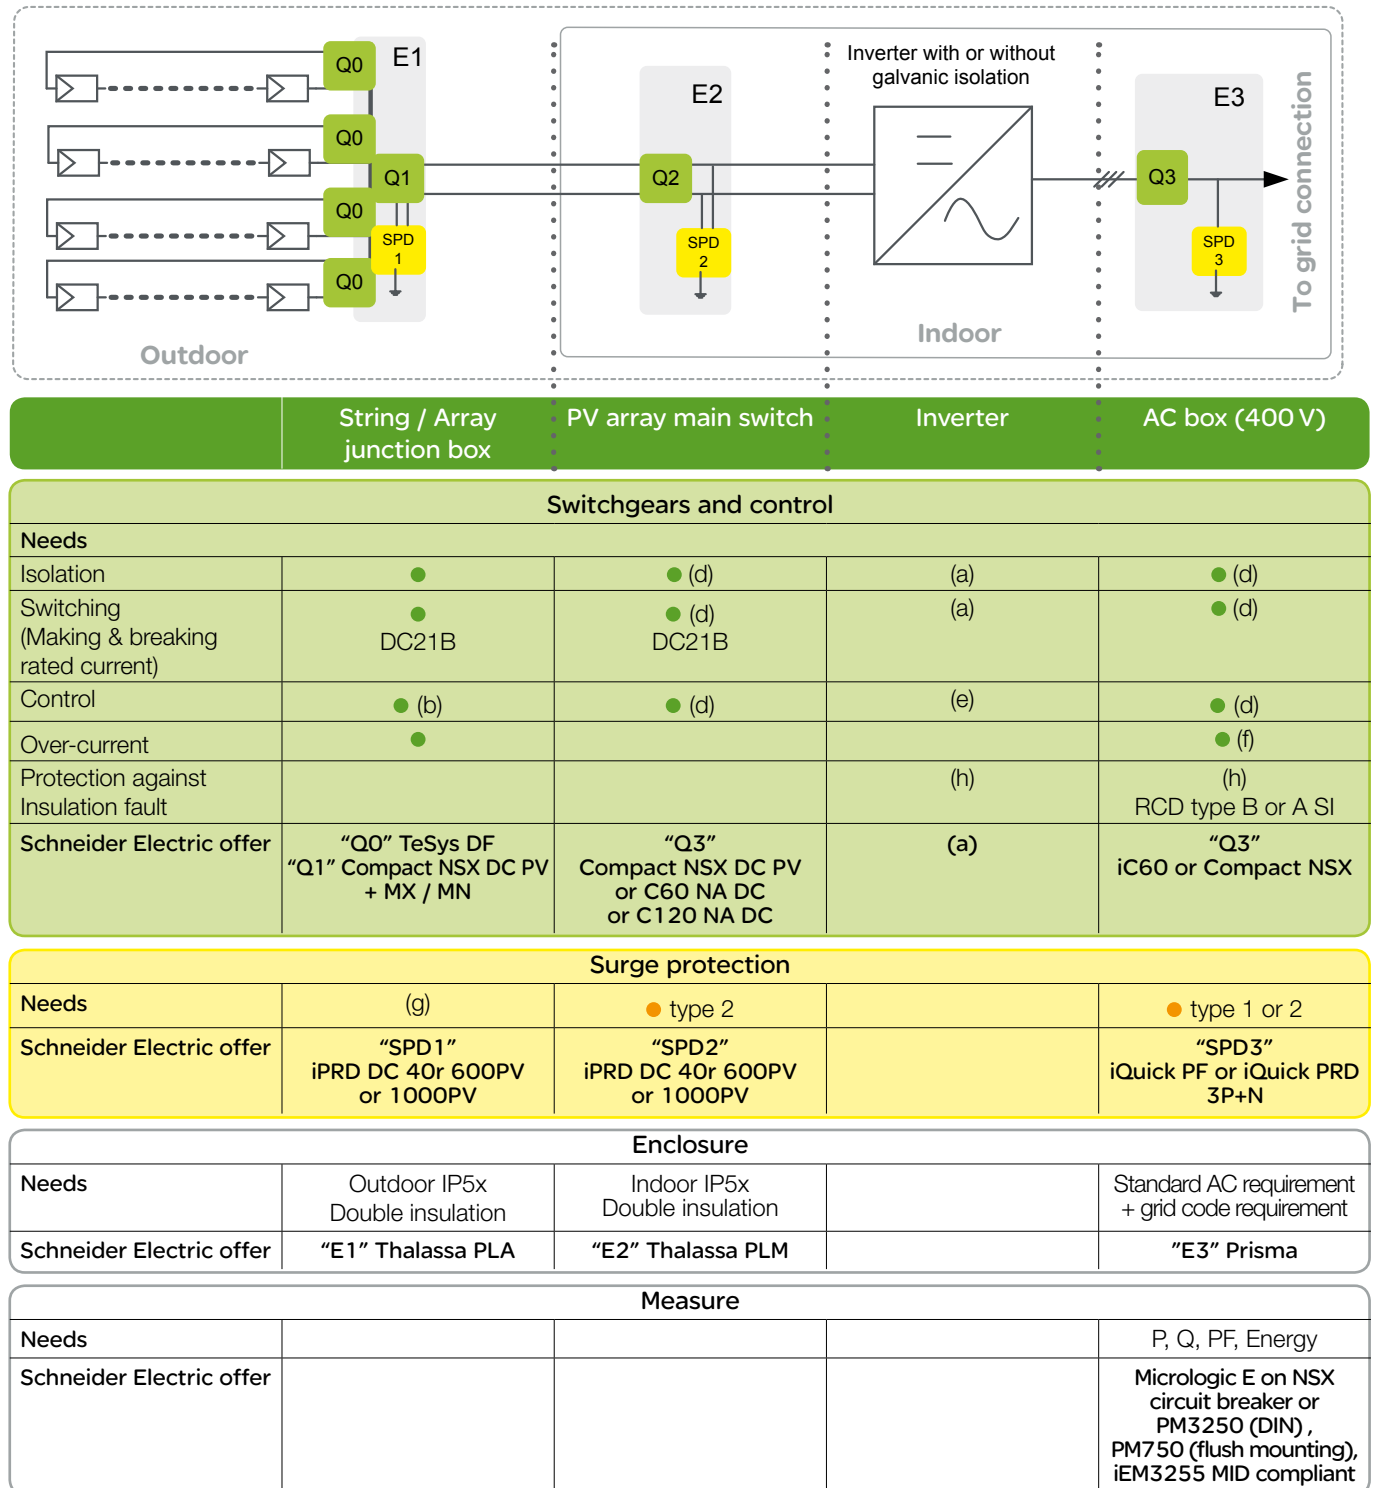 E1
Q0
Q0
Q1
Q0
SPD
1
Q0
Outdoor
E2
Q2
SPD
2
Inverter with or without
galvanic isolation
Indoor
E3
Q3
SPD
3
To grid connection
String / Array
junction box
PV array main switch
Inverter
AC box (400 V)
Switchgears and control
Needs
Isolation
● ● (d) (a) ● (d)
Switching
(Making & breaking
rated current)
●
DC21B
● (d)
DC21B
(a)
● (d)
Control
● (b) ● (d) (e) ● (d)
Over-current
● ● (f)
Protection against
Insulation fault
(h)
(h)
RCD type B or A SI
Schneider Electric offer
“Q0” TeSys DF
“Q1” Compact NSX DC PV
+ MX / MN
“Q3”
Compact NSX DC PV
or C60 NA DC
or C120 NA DC
(a)
“Q3”
iC60 or Compact NSX
Surge protection
Needs
(g)
● type 2
● type 1 or 2
Schneider Electric offer
“SPD1”
iPRD DC 40r 600PV
or 1000PV
“SPD2”
iPRD DC 40r 600PV
or 1000PV
“SPD3”
iQuick PF or iQuick PRD
3P+N
Enclosure
Needs
Outdoor IP5x
Double insulation
Indoor IP5x
Double insulation
Standard AC requirement
+ grid code requirement
Schneider Electric offer
“E1” Thalassa PLA
“E2” Thalassa PLM
”E3” Prisma
Measure
Needs
P, Q, PF, Energy
Schneider Electric offer
Micrologic E on NSX
circuit breaker or
PM3250 (DIN) ,
PM750 (flush mounting),
iEM3255 MID compliant